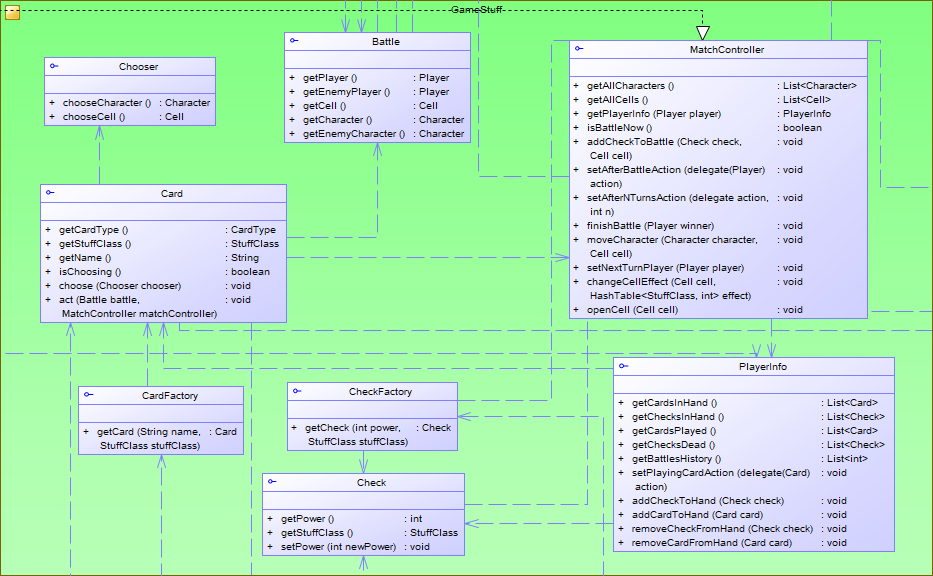 GameStuff
Chooser
+ chooseCharacter () : Character
+ chooseCell () : Cell
Battle
+ getPlayer () : Player
+ getEnemyPlayer () : Player
+ getCell () : Cell
+ getCharacter () : Character
+ getEnemyCharacter () : Character
MatchController
+ getAllCharacters () : List<Character>
+ getAllCells () : List<Cell>
+ getPlayerInfo (Player player) : PlayerInfo
+ isBattleNow () : boolean
+ addCheckToBattle (Check check, : void
Cell cell)
+ setAfterBattleAction (delegate(Player) : void
action)
+ setAfterNTurnsAction (delegate action, : void
int n)
+ finishBattle (Player winner) : void
+ moveCharacter (Character character, : void
Cell cell)
+ setNextTurnPlayer (Player player) : void
+ changeCellEffect (Cell cell, : void
HashTable<StuffClass, int> effect)
+ openCell (Cell cell) : void
Card
+ getCardType () : CardType
+ getStuffClass () : StuffClass
+ getName () : String
+ isChoosing () : boolean
+ choose (Chooser chooser) : void
+ act (Battle battle, : void
MatchController matchController)
CardFactory
+ getCard (String name, : Card
StuffClass stuffClass)
CheckFactory
+ getCheck (int power, : Check
StuffClass stuffClass)
Check
+ getPower () : int
+ getStuffClass () : StuffClass
+ setPower (int newPower) : void
PlayerInfo
+ getCardsInHand () : List<Card>
+ getChecksInHand () : List<Check>
+ getCardsPlayed () : List<Card>
+ getChecksDead () : List<Check>
+ getBattlesHistory () : List<int>
+ setPlayingCardAction (delegate(Card) : void
action)
+ addCheckToHand (Check check) : void
+ addCardToHand (Card card) : void
+ removeCheckFromHand (Check check) : void
+ removeCardFromHand (Card card) : void